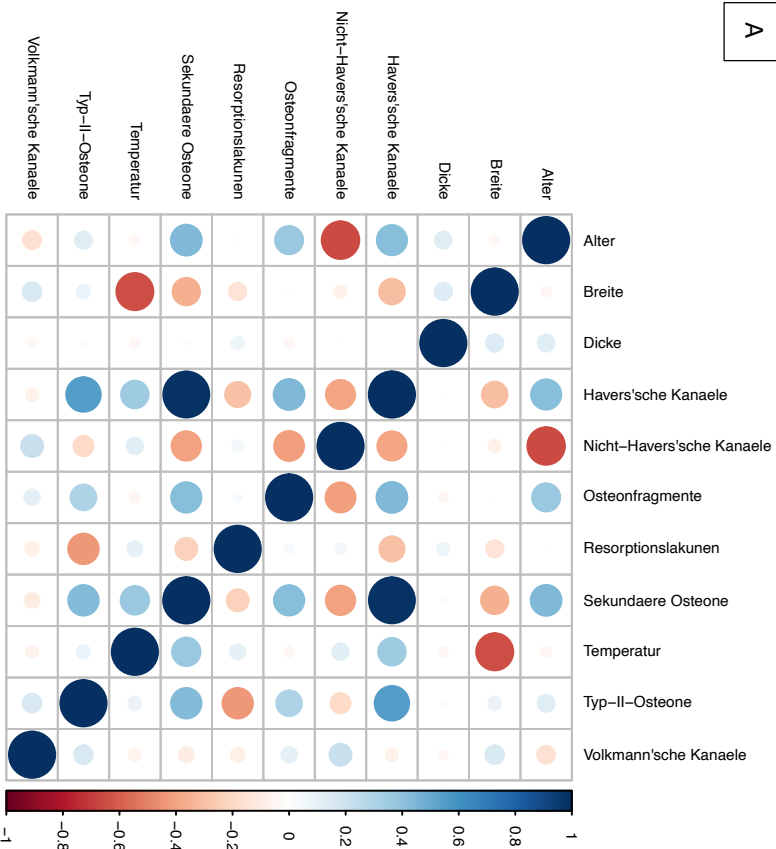 A
Volkmann'sche Kanaele
Typ−II−Osteone
Temperatur
Sekundaere Osteone
Resorptionslakunen
Osteonfragmente
Nicht−Havers'sche Kanaele
Havers'sche Kanaele
Dicke
Breite
Alter
Alter
Breite
Dicke
Havers'sche Kanaele
Nicht−Havers'sche Kanaele
Osteonfragmente
Resorptionslakunen
Sekundaere Osteone
Temperatur
Typ−II−Osteone
Volkmann'sche Kanaele
−1
−0.8
−0.6
−0.4
−0.2
0
0.2
0.4
0.6
0.8
1